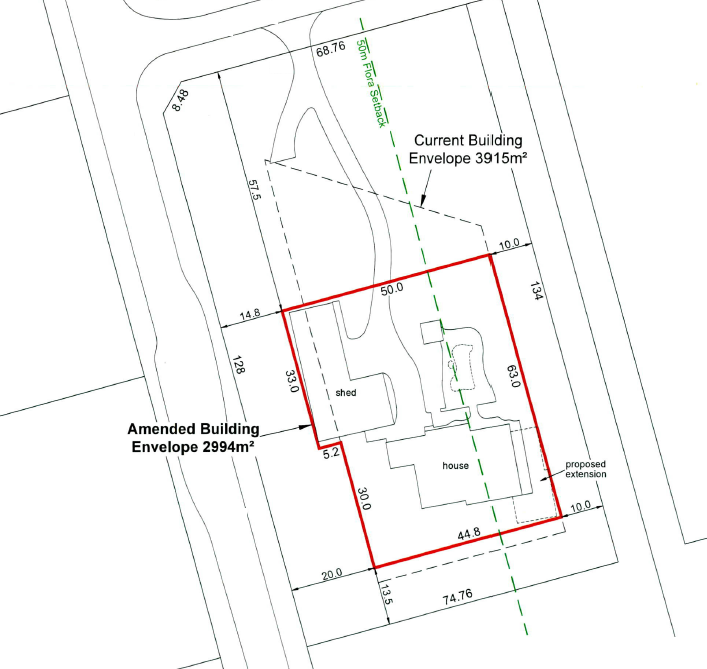 68.76
50m Flora Setback
8.48
Current Building
Envelope 3915m²
57.5
10.0
50.0
134
14.8
128
33.0
shed
63.0
Amended Building
Envelope 2994m²
5.2
house
proposed
extension
30.0
10.0
44.8
20.0
13.5
74.76